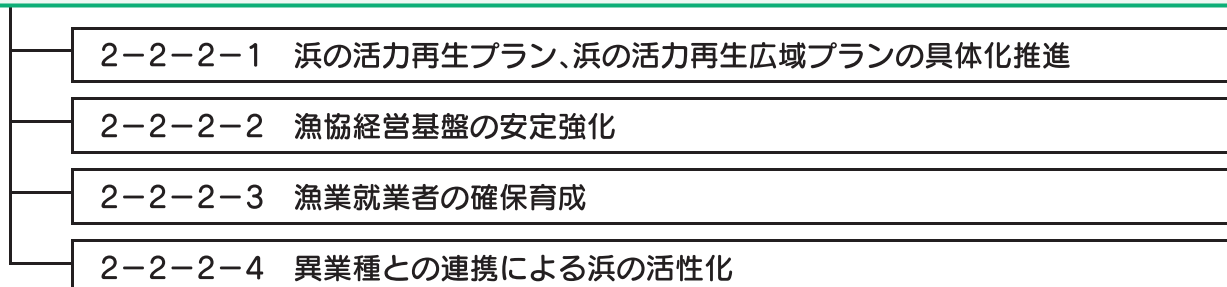 2−2−2−1　浜の活力再生プラン、浜の活力再生広域プランの具体化推進
2−2−2−2　漁協経営基盤の安定強化
2−2−2−3　漁業就業者の確保育成
2−2−2−4　異業種との連携による浜の活性化